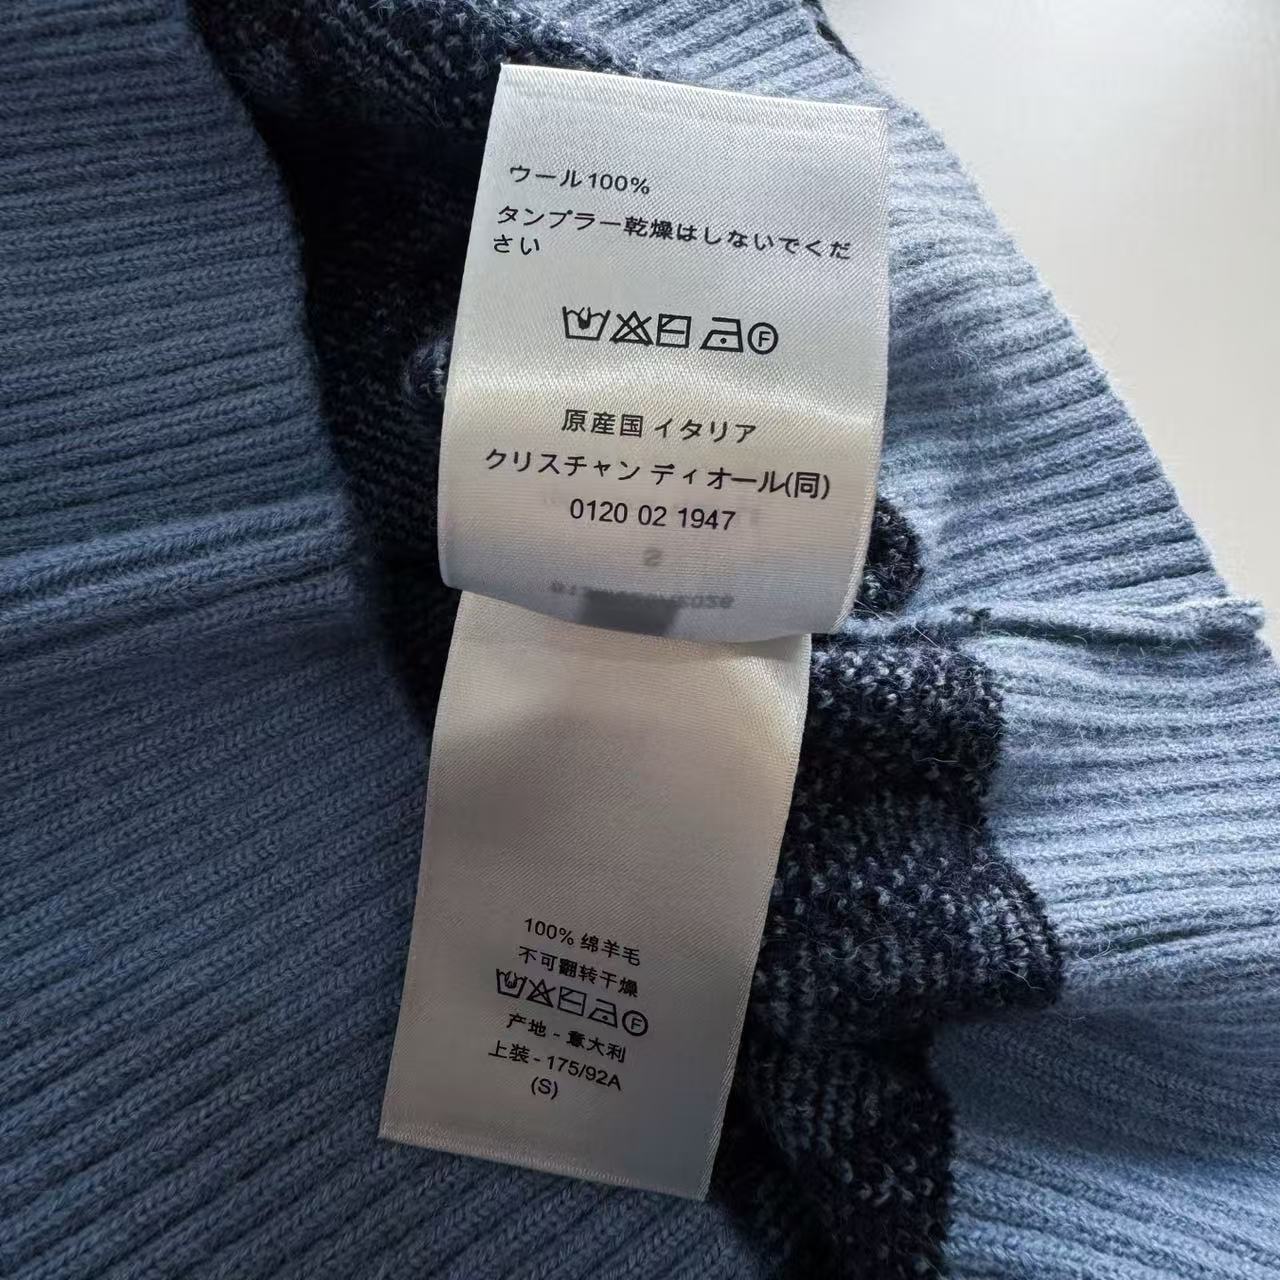 ウール100%
タンブラー乾燥はしないでくだ
さい
F
原産国 イタリア
クリスチャン ディオール(同)
0120 02 1947
S
100% 绵羊毛
不可翻转干燥
F
产地 - 意大利
上装 - 175/92A
(S)